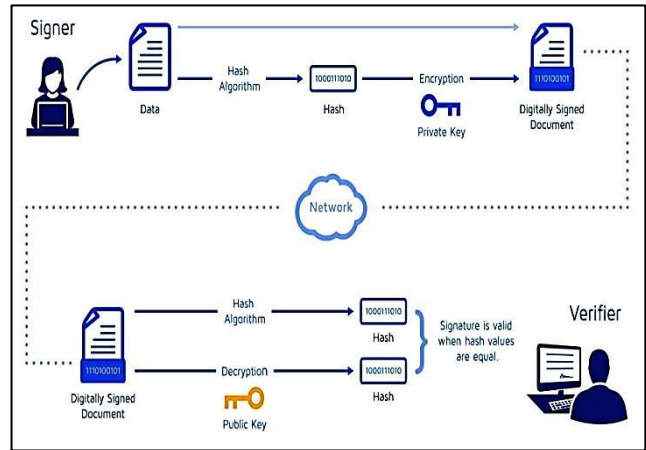 Signer
Data
Hash
Algorithm
1000111010
Hash
Encryption
Private Key
1110100101
Digitally Signed
Document
Network
1110100101
Digitally Signed
Document
Hash
Algorithm
1000111010
Hash
Decryption
Public Key
1000111010
Hash
Signature is valid
when hash values
are equal.
Verifier